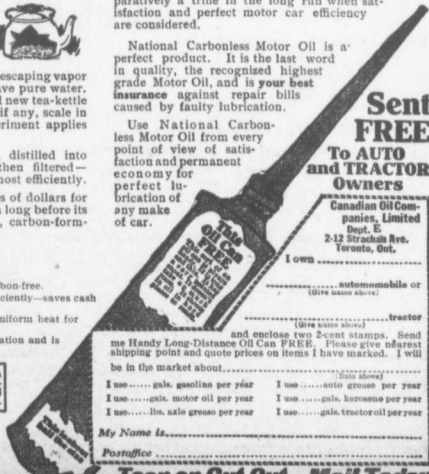 paratively a trifle in the long run when sat-
isfaction and perfect motor car efficiency
are considered.
National Carbonless Motor Oil is a
perfect product. It is the last word
in quality, the recognized highest
grade Motor Oil, and is your best
insurance against repair bills
caused by faulty lubrication.
Use National Carbon-
less Motor Oil from every
point of view of satis-
faction and permanent
economy for
perfect lu-
brication of
any make
of car.
escaping vapor
ave pure water.
l new tea-kettle
if any, scale in
eriment applies
distilled into
then filtered—
most efficiently.
s of dollars for
long before its
, carbon-form-
bon-free.
ciently—saves cash
niform heat for
ation and is
This
Oil Can
FREE
Sent
FREE
To AUTO
and TRACTOR
Owners
Canadian Oil Com-
panies, Limited
Dept. E
2-12 Strachan Ave.
Toronto, Ont.
I own
automomobile or
(Give name above)
tractor
(Give name above)
and enclose two 2-cent stamps. Send
me Handy Long-Distance Oil Can FREE. Please give nearest
shipping point and quote prices on items I have marked. I will
be in the market about
(Date above)
I use ...... gals. gasoline per year I use ...... auto grease per year
I use ...... gals. motor oil per year I use ...... gals. kerosene per year
I use ...... lbs. axle grease per year I use ...... gals. tractor oil per year
My Name is
Postoffice